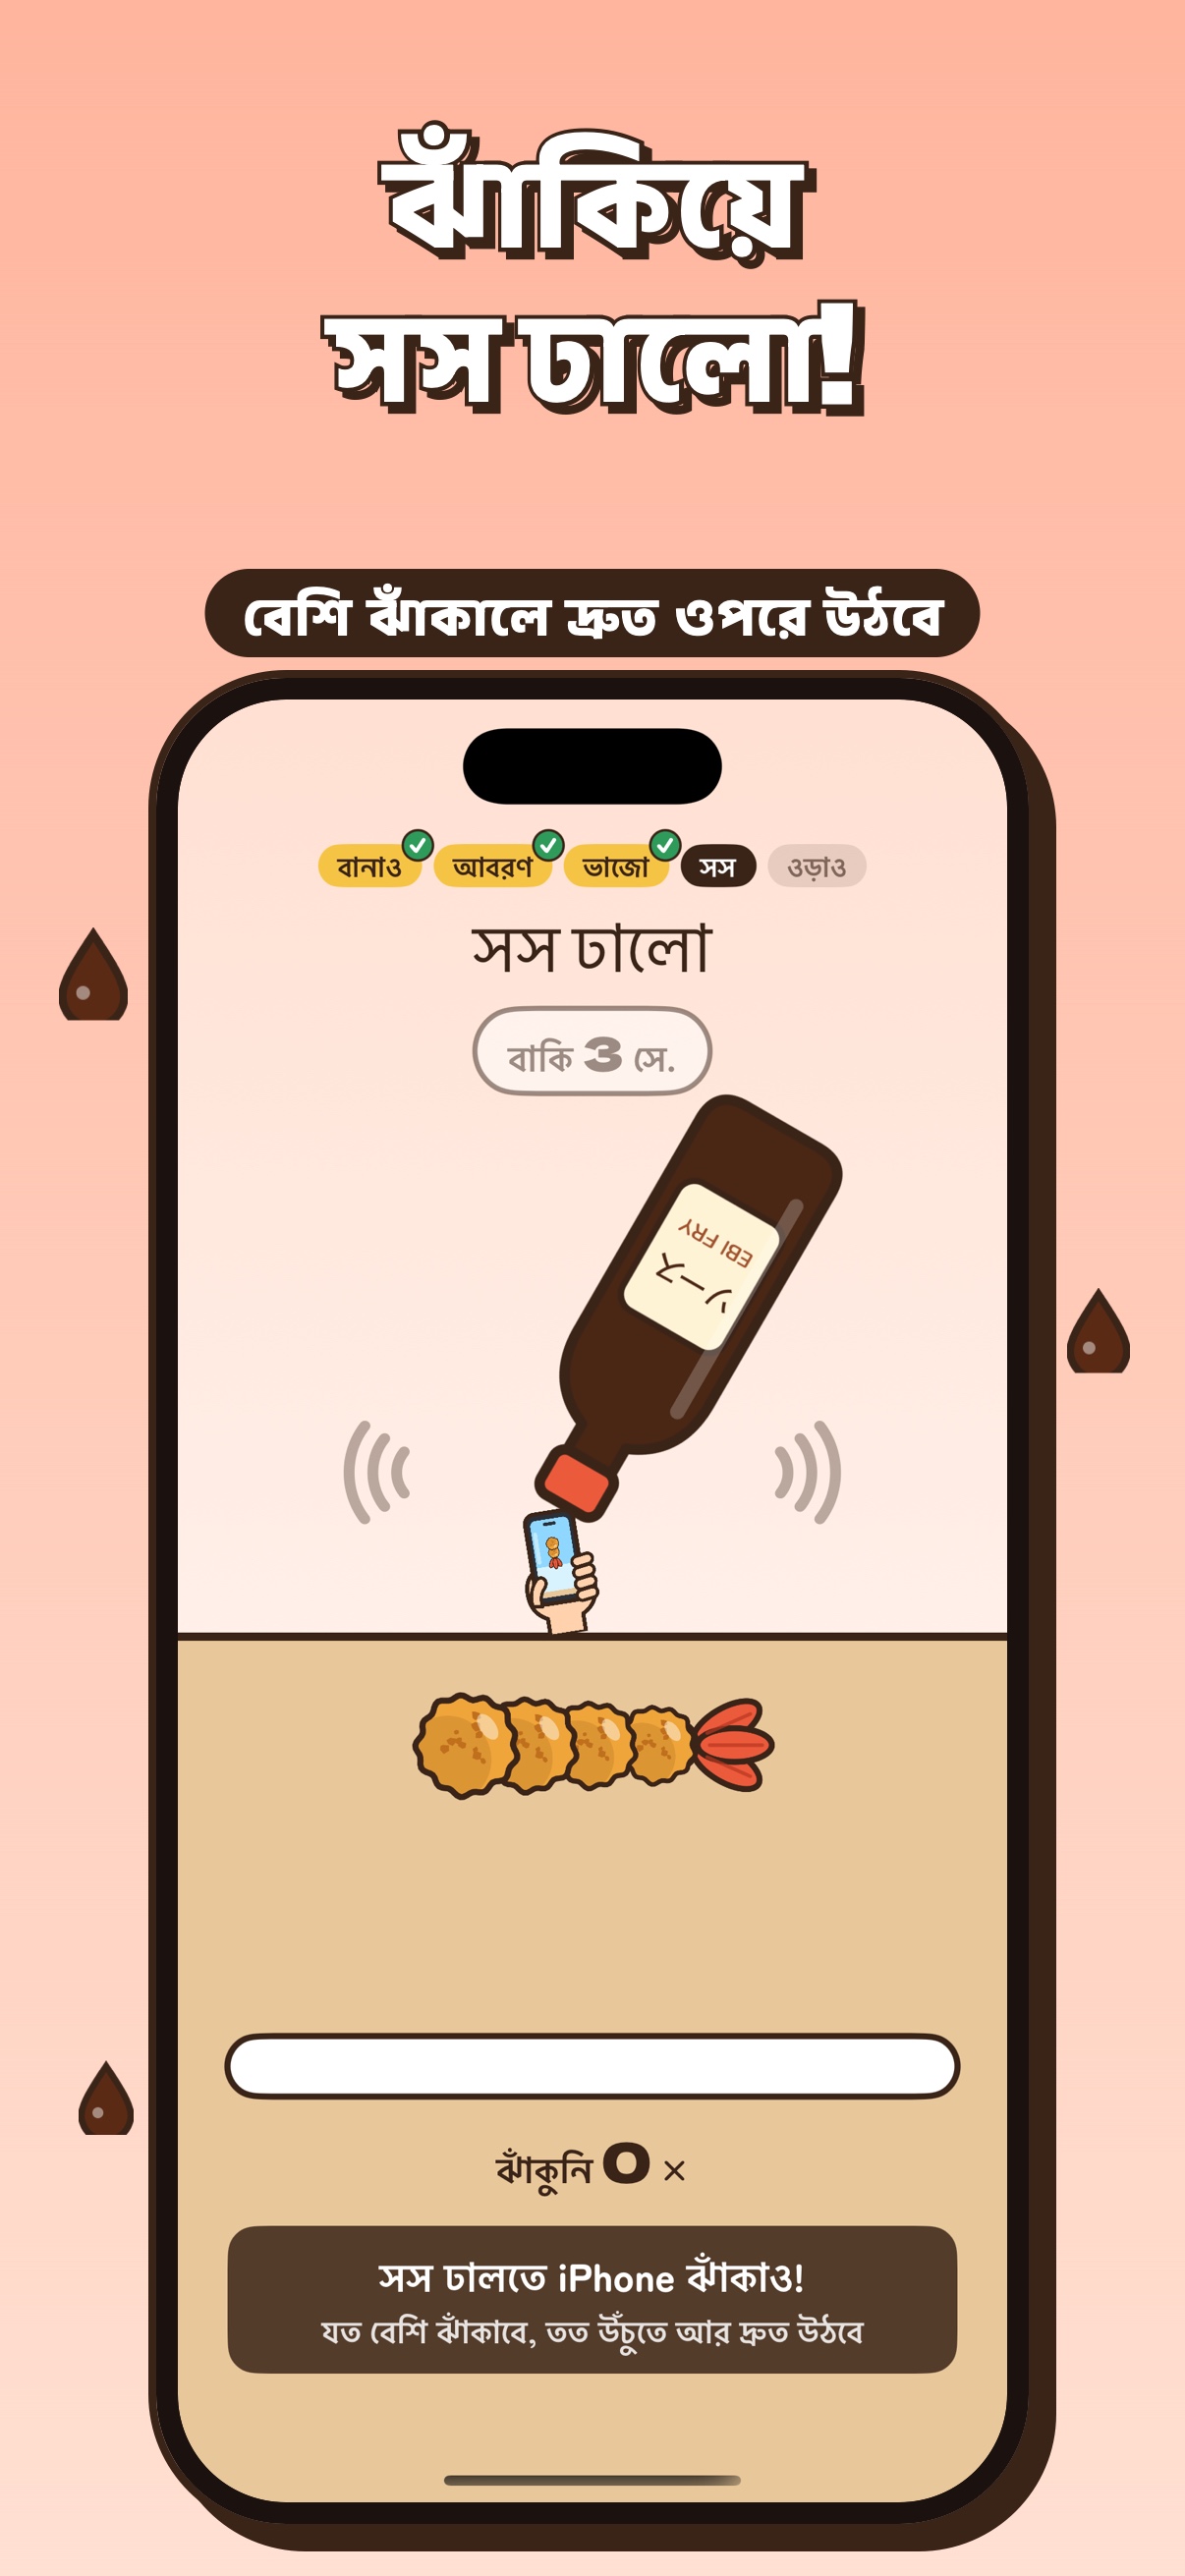 ঝাঁকিয়ে
সস ঢালো!
বেশি ঝাঁকালে দ্রুত ওপরে উঠবে
বানাও আবরণ ভাজো সস ওড়াও
সস ঢালো
বাকি 3 সে.
EBI FRY
ソース
ঝাঁকুনি 0 ×
সস ঢালতে iPhone ঝাঁকাও!
যত বেশি ঝাঁকাবে, তত উঁচুতে আর দ্রুত উঠবে